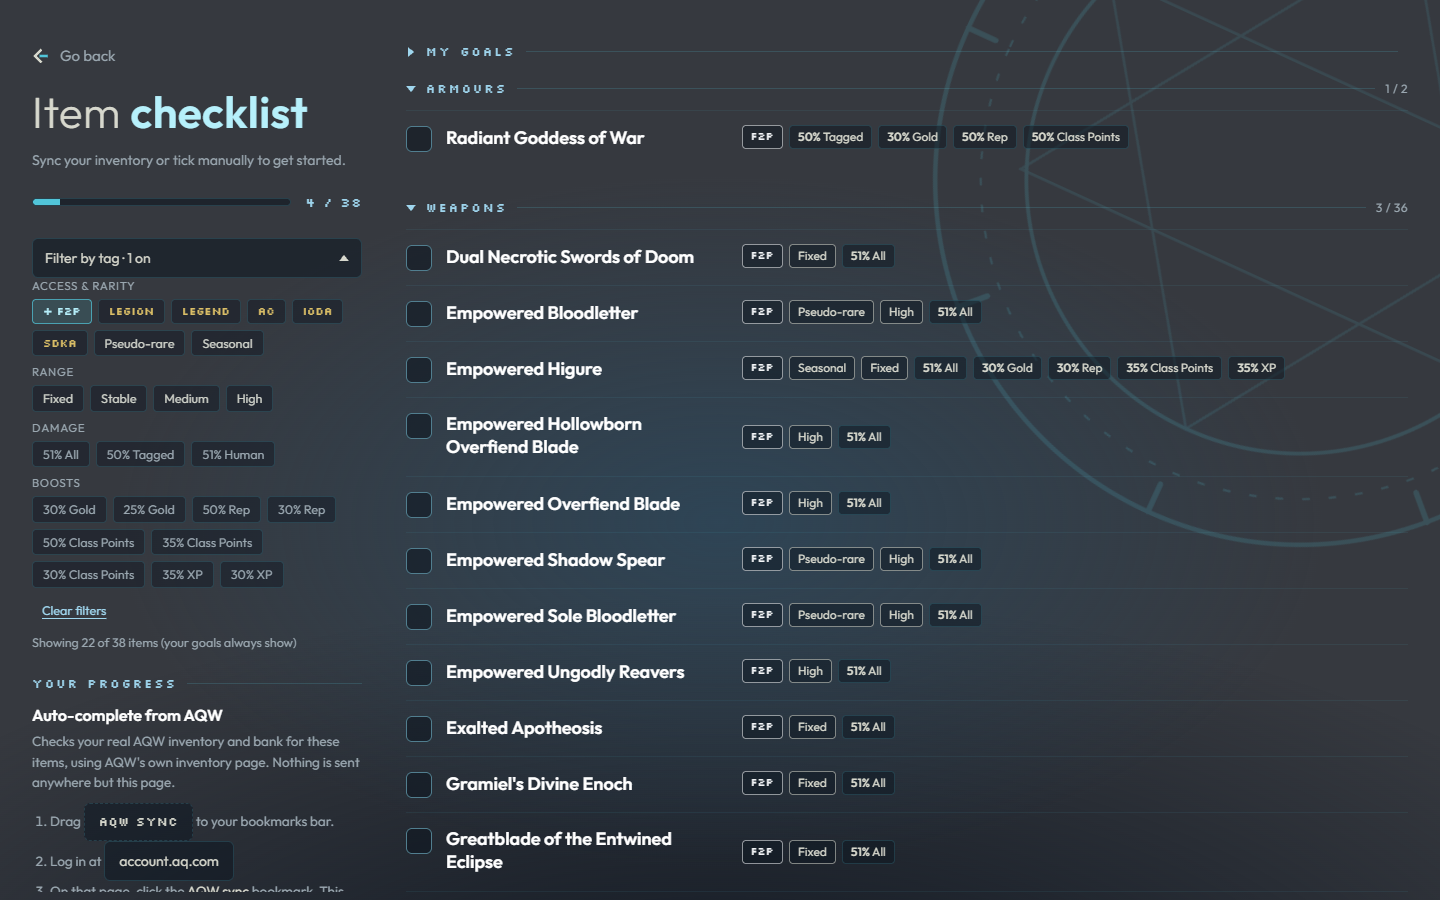 Go back
Item checklist
Sync your inventory or tick manually to get started.
4 / 38
Filter by tag · 1 on
ACCESS & RARITY
+ F2P LEGION LEGEND AC IODA
SDKA Pseudo-rare Seasonal
RANGE
Fixed Stable Medium High
DAMAGE
51% All 50% Tagged 51% Human
BOOSTS
30% Gold 25% Gold 50% Rep 30% Rep
50% Class Points 35% Class Points
30% Class Points 35% XP 30% XP
Clear filters
Showing 22 of 38 items (your goals always show)
YOUR PROGRESS
Auto-complete from AQW
Checks your real AQW inventory and bank for these
items, using AQW's own inventory page. Nothing is sent
anywhere but this page.
1. Drag AQW SYNC to your bookmarks bar.
2. Log in at account.aq.com
3. On that page, click the AQW sync bookmark. This
MY GOALS
ARMOURS 1 / 2
Radiant Goddess of War F2P 50% Tagged 30% Gold 50% Rep 50% Class Points
WEAPONS 3 / 36
Dual Necrotic Swords of Doom F2P Fixed 51% All
Empowered Bloodletter F2P Pseudo-rare High 51% All
Empowered Higure F2P Seasonal Fixed 51% All 30% Gold 30% Rep 35% Class Points 35% XP
Empowered Hollowborn
Overfiend Blade F2P High 51% All
Empowered Overfiend Blade F2P High 51% All
Empowered Shadow Spear F2P Pseudo-rare High 51% All
Empowered Sole Bloodletter F2P Pseudo-rare High 51% All
Empowered Ungodly Reavers F2P High 51% All
Exalted Apotheosis F2P Fixed 51% All
Gramiel's Divine Enoch F2P Fixed 51% All
Greatblade of the Entwined
Eclipse F2P Fixed 51% All